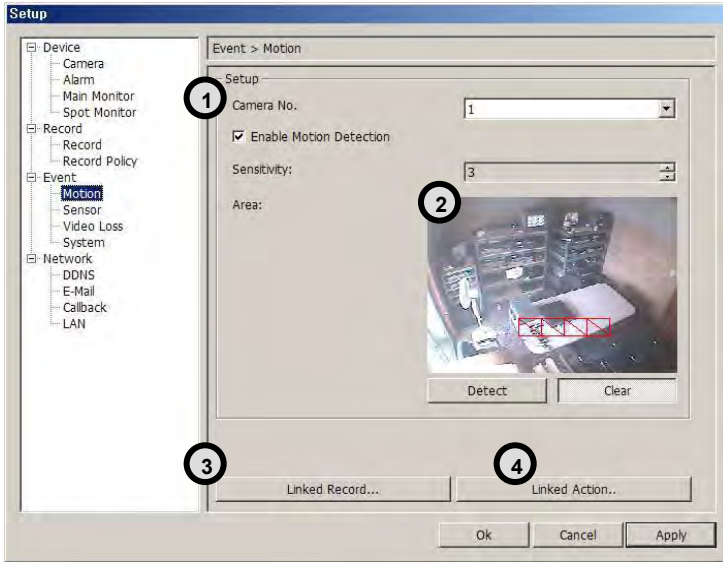 Setup
Device
Camera
Alarm
Main Monitor
Spot Monitor
Record
Record
Record Policy
Event
Motion
Sensor
Video Loss
System
Network
DDNS
E-Mail
Callback
LAN
Event > Motion
Setup
1
Camera No.
1
Enable Motion Detection
Sensitivity:
3
Area:
2
Detect
Clear
3
4
Linked Record...
Linked Action..
Ok
Cancel
Apply